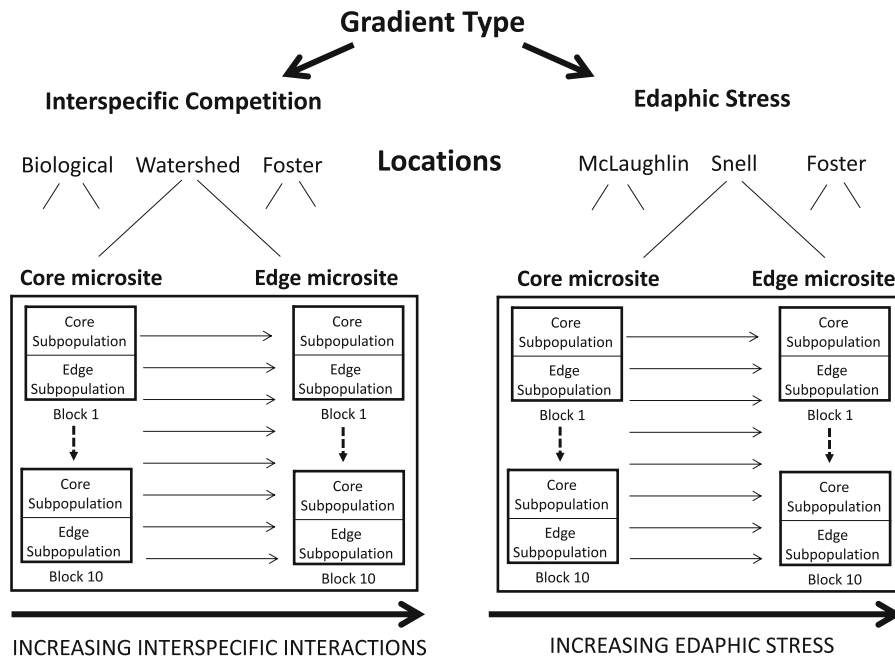 Gradient Type
Interspecific Competition
Edaphic Stress
Biological Watershed Foster
Locations
McLaughlin Snell Foster
Core microsite
Edge microsite
Core
Subpopulation
Edge
Subpopulation
Block 1
Core
Subpopulation
Edge
Subpopulation
Block 1
Core
Subpopulation
Edge
Subpopulation
Block 10
Core
Subpopulation
Edge
Subpopulation
Block 10
INCREASING INTERSPECIFIC INTERACTIONS
Core microsite
Edge microsite
Core
Subpopulation
Edge
Subpopulation
Block 1
Core
Subpopulation
Edge
Subpopulation
Block 1
Core
Subpopulation
Edge
Subpopulation
Block 10
Core
Subpopulation
Edge
Subpopulation
Block 10
INCREASING EDAPHIC STRESS